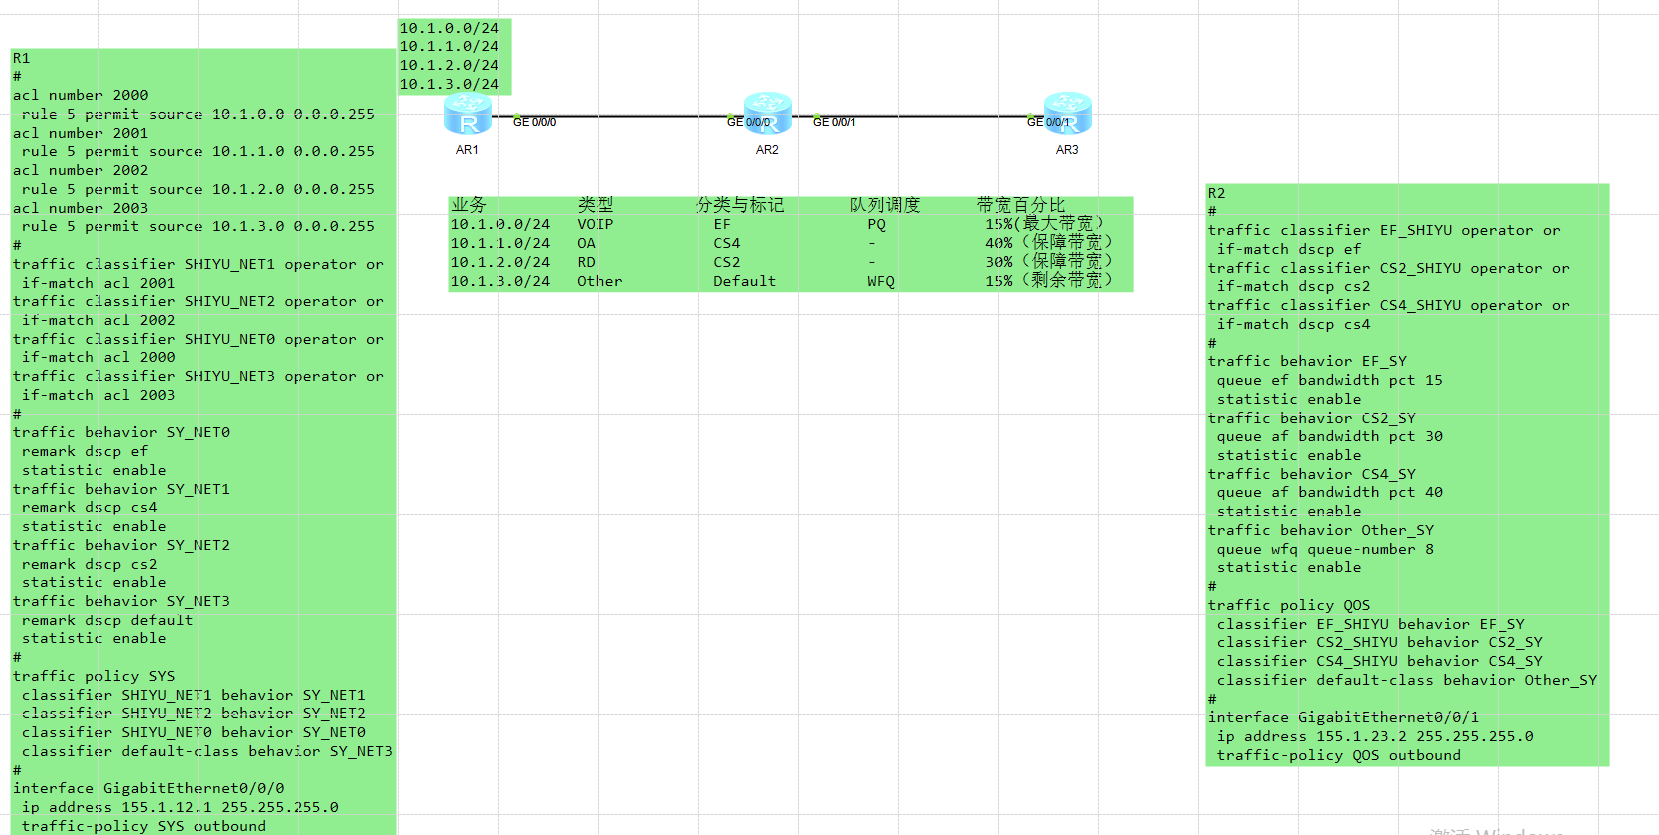 10.1.0.0/24
10.1.1.0/24
10.1.2.0/24
10.1.3.0/24
R1
#
acl number 2000
 rule 5 permit source 10.1.0.0 0.0.0.255
acl number 2001
 rule 5 permit source 10.1.1.0 0.0.0.255
acl number 2002
 rule 5 permit source 10.1.2.0 0.0.0.255
acl number 2003
 rule 5 permit source 10.1.3.0 0.0.0.255
#
traffic classifier SHIYU_NET1 operator or
 if-match acl 2001
traffic classifier SHIYU_NET2 operator or
 if-match acl 2002
traffic classifier SHIYU_NET0 operator or
 if-match acl 2000
traffic classifier SHIYU_NET3 operator or
 if-match acl 2003
#
traffic behavior SY_NET0
 remark dscp ef
 statistic enable
traffic behavior SY_NET1
 remark dscp cs4
 statistic enable
traffic behavior SY_NET2
 remark dscp cs2
 statistic enable
traffic behavior SY_NET3
 remark dscp default
 statistic enable
#
traffic policy SYS
 classifier SHIYU_NET1 behavior SY_NET1
 classifier SHIYU_NET2 behavior SY_NET2
 classifier SHIYU_NET0 behavior SY_NET0
 classifier default-class behavior SY_NET3
#
interface GigabitEthernet0/0/0
 ip address 155.1.12.1 255.255.255.0
 traffic-policy SYS outbound
R GE 0/0/0 GE 0/0/0 R GE 0/0/1 GE 0/0/1 R
AR1 AR2 AR3
业务 类型 分类与标记 队列调度 带宽百分比
10.1.0.0/24 VOIP EF PQ 15%(最大带宽）
10.1.1.0/24 OA CS4 - 40%（保障带宽）
10.1.2.0/24 RD CS2 - 30%（保障带宽）
10.1.3.0/24 Other Default WFQ 15%（剩余带宽）
R2
#
traffic classifier EF_SHIYU operator or
 if-match dscp ef
traffic classifier CS2_SHIYU operator or
 if-match dscp cs2
traffic classifier CS4_SHIYU operator or
 if-match dscp cs4
#
traffic behavior EF_SY
 queue ef bandwidth pct 15
 statistic enable
traffic behavior CS2_SY
 queue af bandwidth pct 30
 statistic enable
traffic behavior CS4_SY
 queue af bandwidth pct 40
 statistic enable
traffic behavior Other_SY
 queue wfq queue-number 8
 statistic enable
#
traffic policy QOS
 classifier EF_SHIYU behavior EF_SY
 classifier CS2_SHIYU behavior CS2_SY
 classifier CS4_SHIYU behavior CS4_SY
 classifier default-class behavior Other_SY
#
interface GigabitEthernet0/0/1
 ip address 155.1.23.2 255.255.255.0
 traffic-policy QOS outbound
激活 Windows